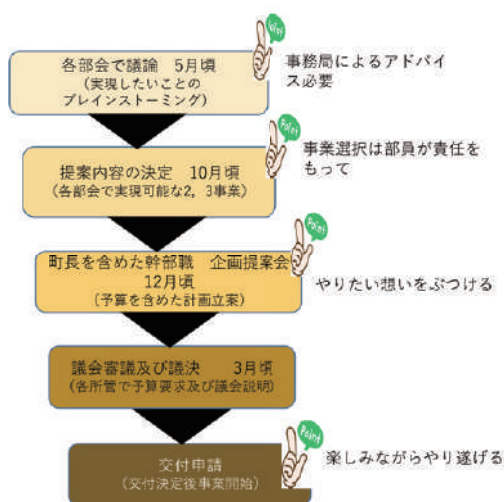 Point
各部会で議論 5月頃
(実現したいことの
ブレインストーミング)
事務局によるアドバイ
ス必要
Point
提案内容の決定 10月頃
(各部会で実現可能な2, 3事業)
事業選択は部員が責任を
もって
Point
町長を含めた幹部職 企画提案会
12月頃
(予算を含めた計画立案)
やりたい想いをぶつける
議会審議及び議決 3月頃
(各所管で予算要求及び議会説明)
Point
交付申請
(交付決定後事業開始)
楽しみながらやり遂げる